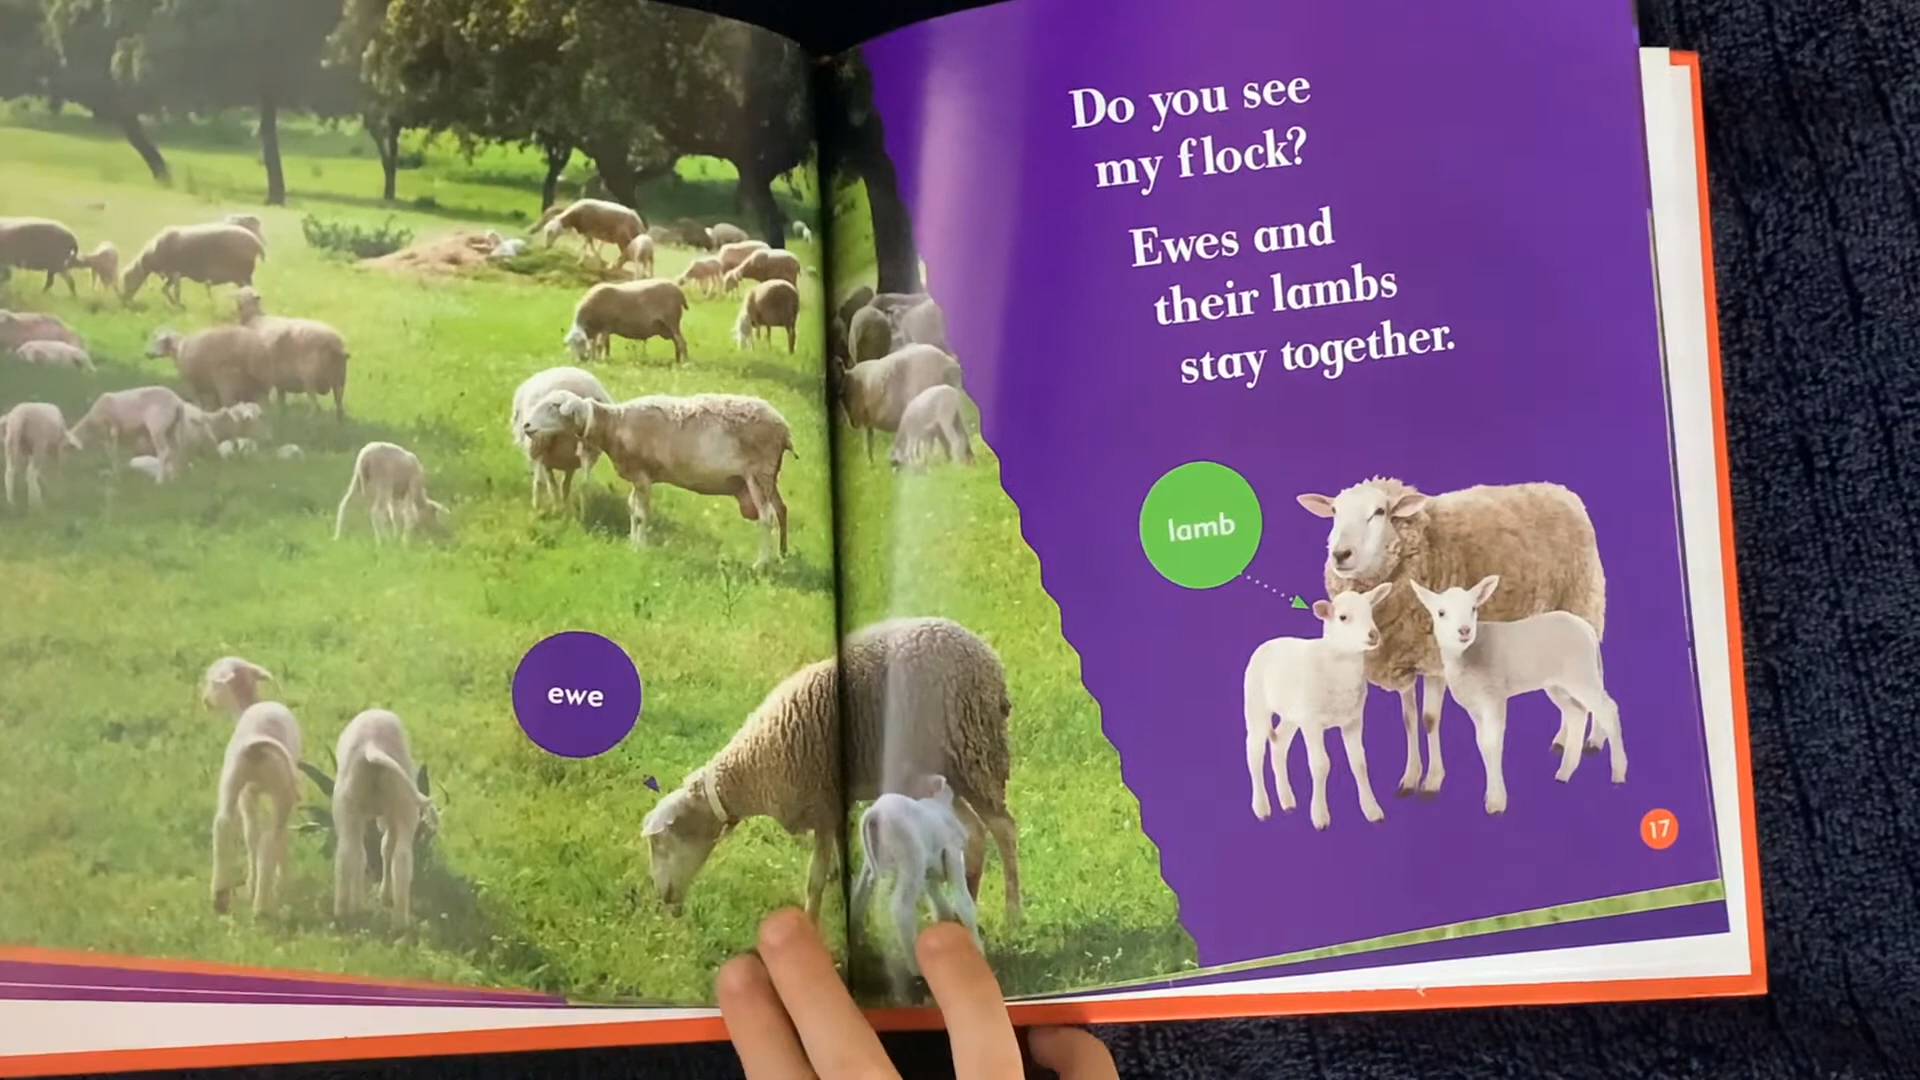 ewe
Do you see
my flock?
Ewes and
their lambs
stay together.
lamb
17